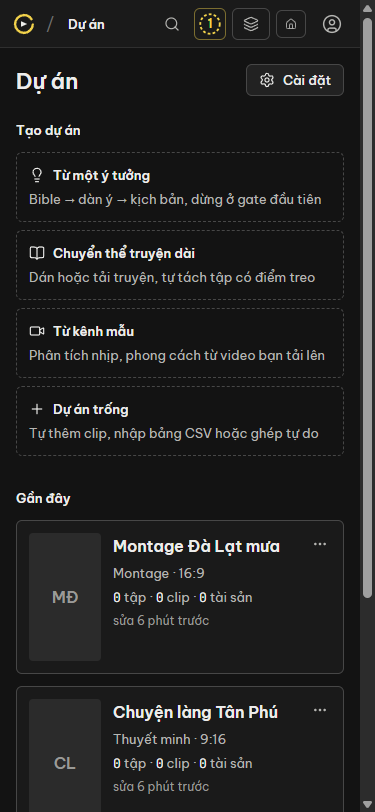 / Dự án
1
Dự án
Cài đặt
Tạo dự án
Từ một ý tưởng
Bible → dàn ý → kịch bản, dừng ở gate đầu tiên
Chuyển thể truyện dài
Dán hoặc tải truyện, tự tách tập có điểm treo
Từ kênh mẫu
Phân tích nhịp, phong cách từ video bạn tải lên
Dự án trống
Tự thêm clip, nhập bảng CSV hoặc ghép tự do
Gần đây
MĐ
Montage Đà Lạt mưa
Montage · 16:9
0 tập · 0 clip · 0 tài sản
sửa 6 phút trước
CL
Chuyện làng Tân Phú
Thuyết minh · 9:16
0 tập · 0 clip · 0 tài sản
sửa 6 phút trước